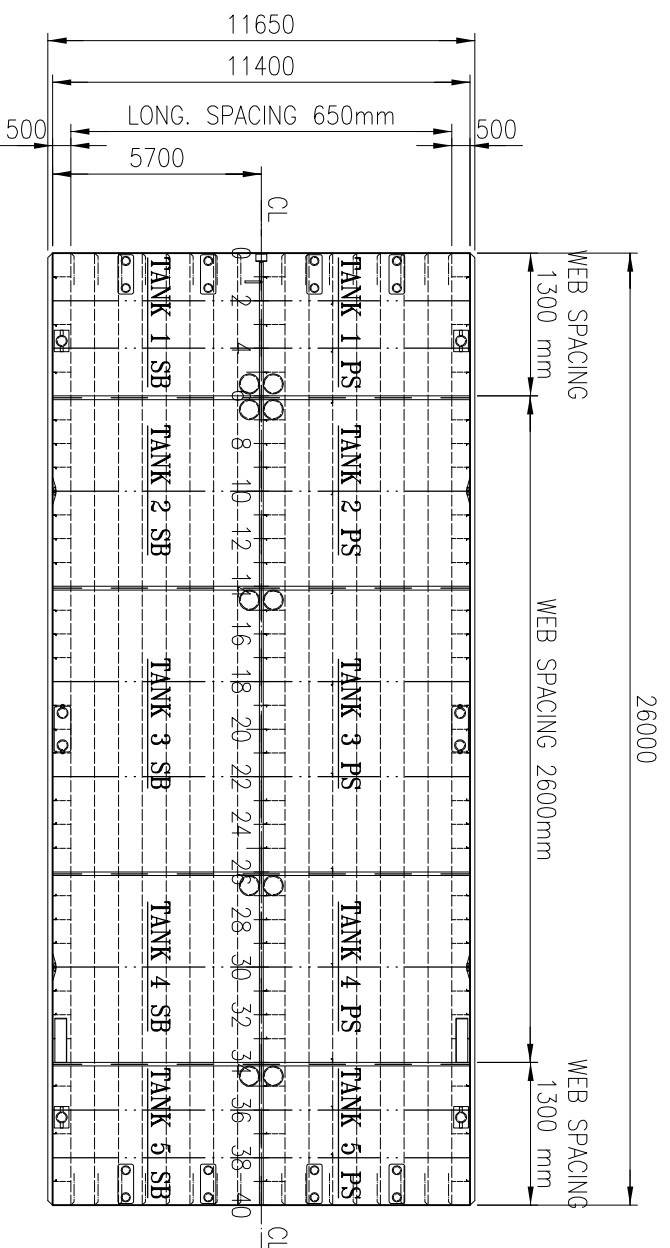 11650
11400
LONG. SPACING 650mm
500
500
5700
CL
WEB SPACING
1300 mm
WEB SPACING 2600mm
WEB SPACING
1300 mm
26000
0
2
4
6
8
10
12
14
16
18
20
22
24
26
28
30
32
34
36
38
40
TANK 1 PS
TANK 2 PS
TANK 3 PS
TANK 4 PS
TANK 5 PS
TANK 1 SB
TANK 2 SB
TANK 3 SB
TANK 4 SB
TANK 5 SB
CL